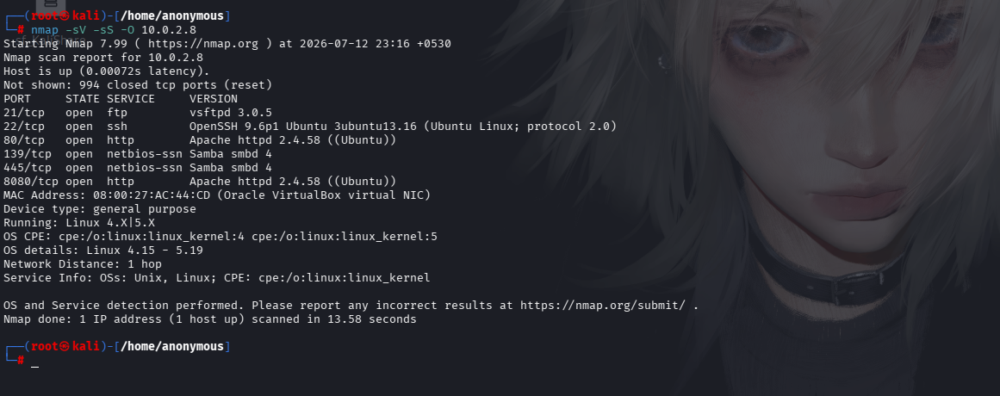 ┌──(root㉿kali)-[/home/anonymous]
└─# nmap -sV -sS -O 10.0.2.8
Starting Nmap 7.99 ( https://nmap.org ) at 2026-07-12 23:16 +0530
Nmap scan report for 10.0.2.8
Host is up (0.00072s latency).
Not shown: 994 closed tcp ports (reset)
PORT     STATE SERVICE     VERSION
21/tcp   open  ftp         vsftpd 3.0.5
22/tcp   open  ssh         OpenSSH 9.6p1 Ubuntu 3ubuntu13.16 (Ubuntu Linux; protocol 2.0)
80/tcp   open  http        Apache httpd 2.4.58 ((Ubuntu))
139/tcp  open  netbios-ssn Samba smbd 4
445/tcp  open  netbios-ssn Samba smbd 4
8080/tcp open  http        Apache httpd 2.4.58 ((Ubuntu))
MAC Address: 08:00:27:AC:44:CD (Oracle VirtualBox virtual NIC)
Device type: general purpose
Running: Linux 4.X|5.X
OS CPE: cpe:/o:linux:linux_kernel:4 cpe:/o:linux:linux_kernel:5
OS details: Linux 4.15 - 5.19
Network Distance: 1 hop
Service Info: OSs: Unix, Linux; CPE: cpe:/o:linux:linux_kernel

OS and Service detection performed. Please report any incorrect results at https://nmap.org/submit/ .
Nmap done: 1 IP address (1 host up) scanned in 13.58 seconds

┌──(root㉿kali)-[/home/anonymous]
└─# _